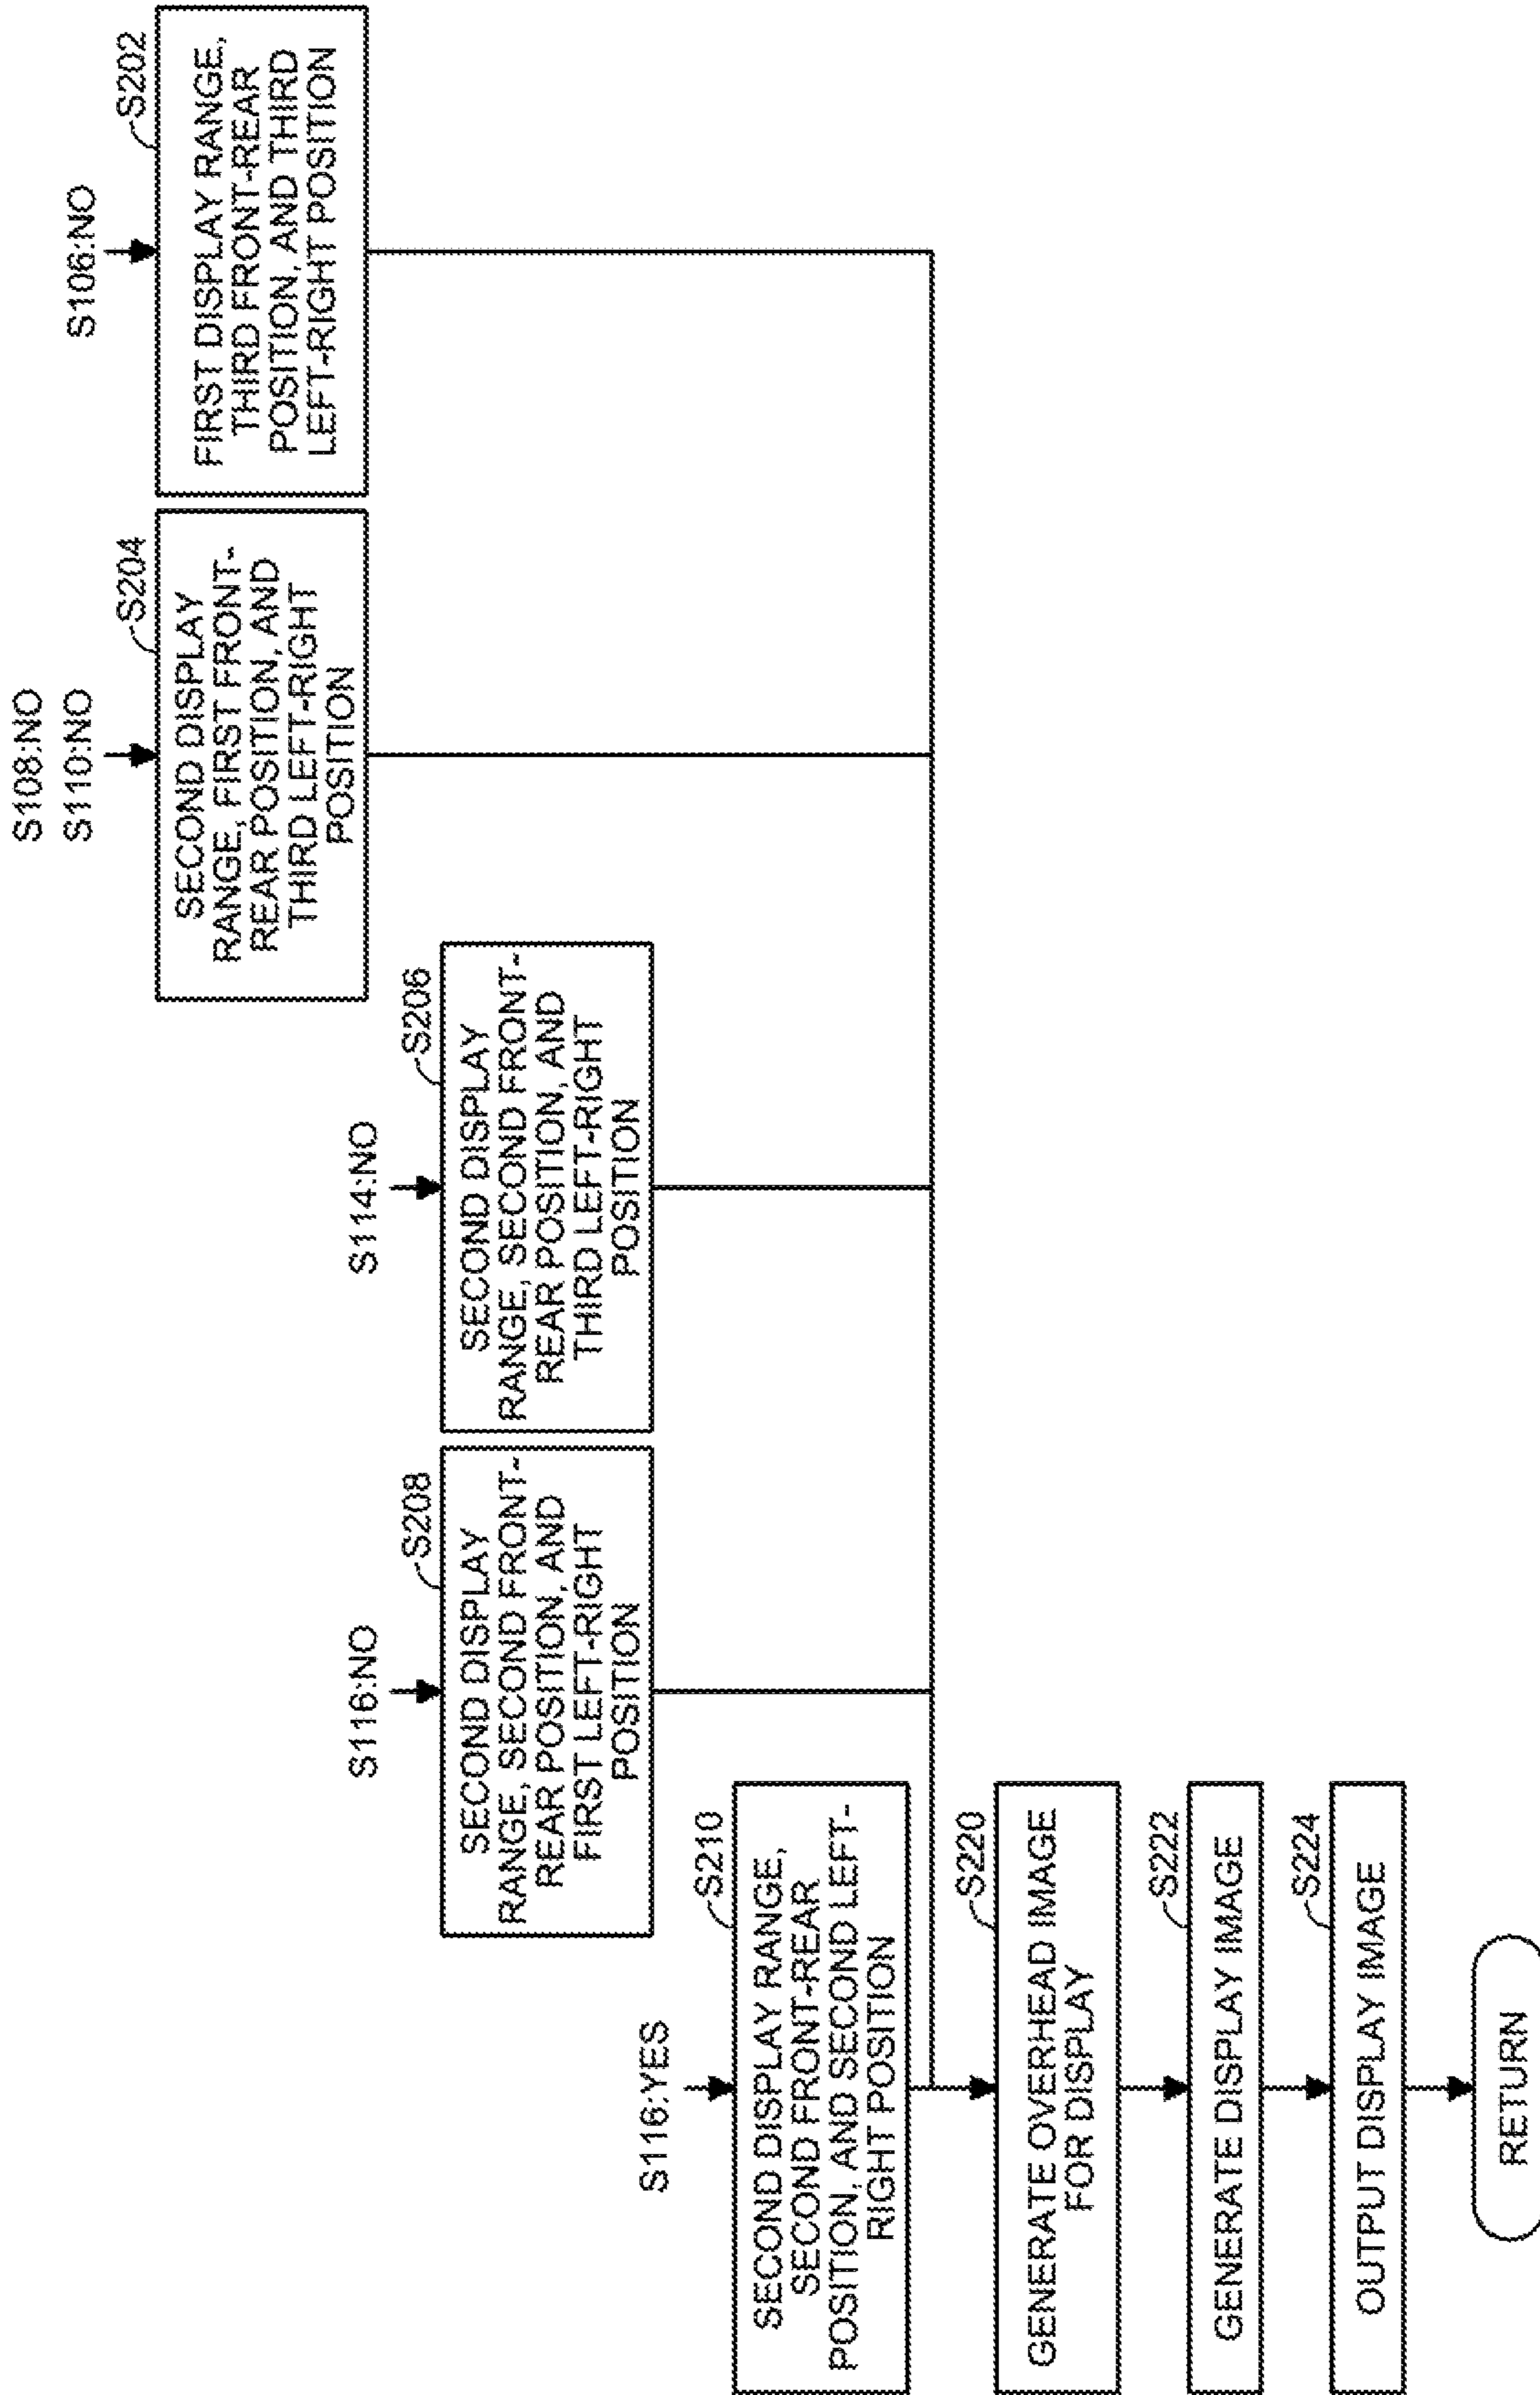 S116:YES
S210
SECOND DISPLAY RANGE,
SECOND FRONT-REAR
POSITION, AND SECOND LEFT-
RIGHT POSITION
S116:NO
S208
SECOND DISPLAY
RANGE, SECOND FRONT-
REAR POSITION, AND
FIRST LEFT-RIGHT
POSITION
S114:NO
S206
SECOND DISPLAY
RANGE, SECOND FRONT-
REAR POSITION, AND
THIRD LEFT-RIGHT
POSITION
S108:NO
S110:NO
S204
SECOND DISPLAY
RANGE, FIRST FRONT-
REAR POSITION, AND
THIRD LEFT-RIGHT
POSITION
S106:NO
S202
FIRST DISPLAY RANGE,
THIRD FRONT-REAR
POSITION, AND THIRD
LEFT-RIGHT POSITION
S220
GENERATE OVERHEAD IMAGE
FOR DISPLAY
S222
GENERATE DISPLAY IMAGE
S224
OUTPUT DISPLAY IMAGE
RETURN